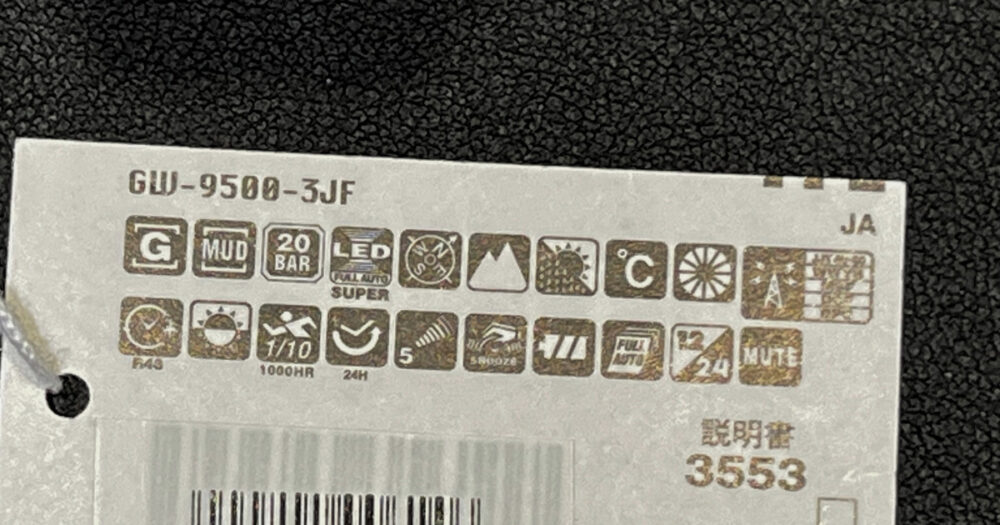 GW-9500-3JF
JA
G MUD 20 BAR LED FULL AUTO N E S W °C
SUPER
1/10 5 SNOOZE FULL AUTO 12/24 MUTE
1000HR 24H
説明書
3553